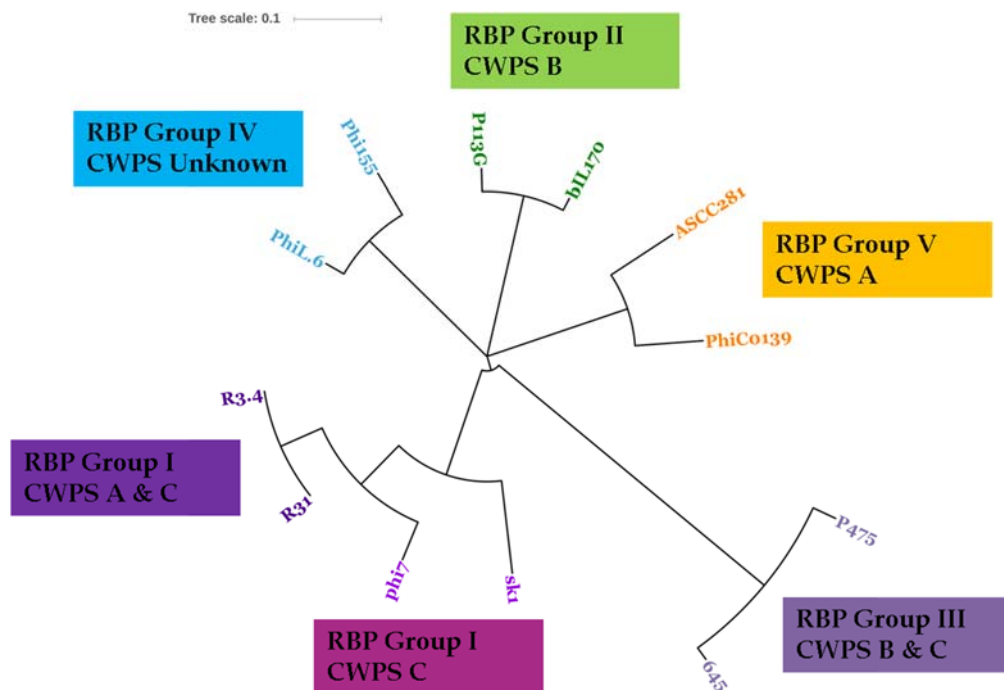 Tree scale: 0.1
RBP Group II
CWPS B
RBP Group IV
CWPS Unknown
Phi155
PhiL.6
P113G
bIL170
ASCC281
PhiC0139
RBP Group V
CWPS A
R3.4
R31
RBP Group I
CWPS A & C
phi7
sk1
RBP Group I
CWPS C
P475
645
RBP Group III
CWPS B & C